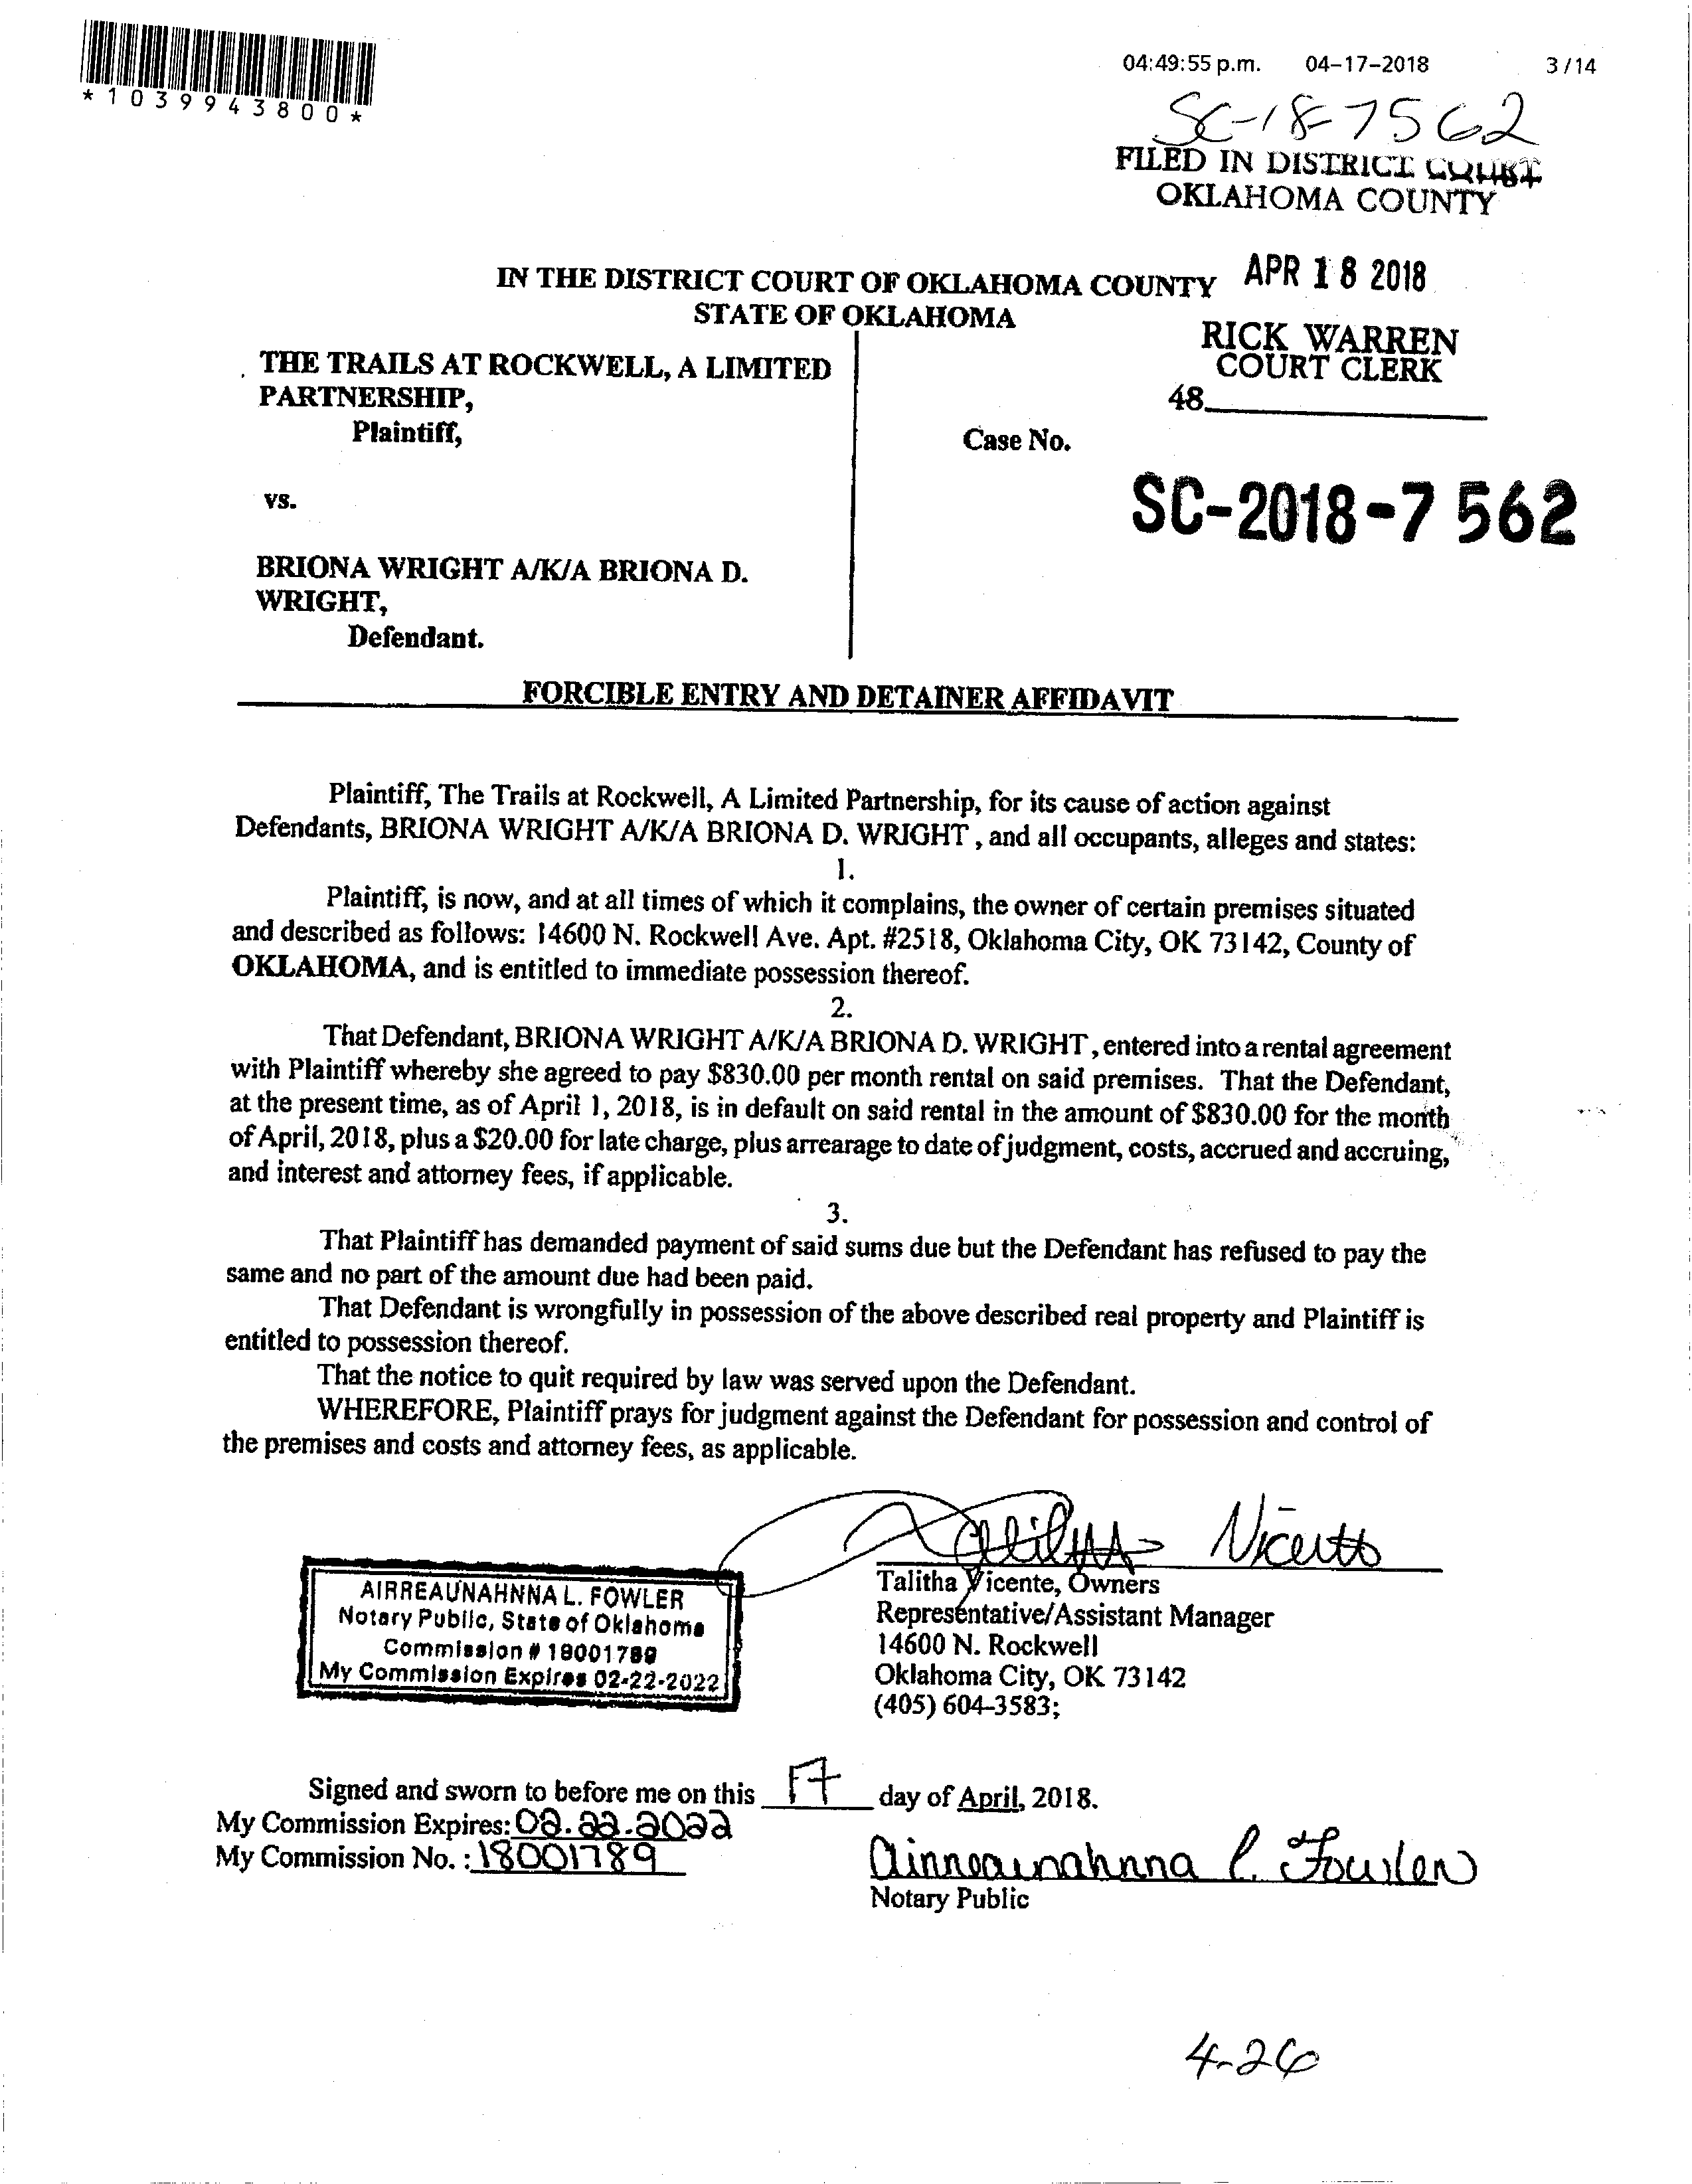 *1039943800*
04:49:55 p.m. 04-17-2018 3/14
SC-18-7562
FILED IN DISTRICT COURT
OKLAHOMA COUNTY
APR 18 2018
RICK WARREN
COURT CLERK
48
IN THE DISTRICT COURT OF OKLAHOMA COUNTY
STATE OF OKLAHOMA
THE TRAILS AT ROCKWELL, A LIMITED
PARTNERSHIP,
Plaintiff,
vs.
BRIONA WRIGHT A/K/A BRIONA D.
WRIGHT,
Defendant.
Case No.
SC-2018-7562
FORCIBLE ENTRY AND DETAINER AFFIDAVIT
Plaintiff, The Trails at Rockwell, A Limited Partnership, for its cause of action against
Defendants, BRIONA WRIGHT A/K/A BRIONA D. WRIGHT , and all occupants, alleges and states:
1.
Plaintiff, is now, and at all times of which it complains, the owner of certain premises situated
and described as follows: 14600 N. Rockwell Ave. Apt. #2518, Oklahoma City, OK 73142, County of
OKLAHOMA, and is entitled to immediate possession thereof.
2.
That Defendant, BRIONA WRIGHT A/K/A BRIONA D. WRIGHT , entered into a rental agreement
with Plaintiff whereby she agreed to pay $830.00 per month rental on said premises. That the Defendant,
at the present time, as of April 1, 2018, is in default on said rental in the amount of $830.00 for the month
of April, 2018, plus a $20.00 for late charge, plus arrearage to date of judgment, costs, accrued and accruing,
and interest and attorney fees, if applicable.
3.
That Plaintiff has demanded payment of said sums due but the Defendant has refused to pay the
same and no part of the amount due had been paid.
That Defendant is wrongfully in possession of the above described real property and Plaintiff is
entitled to possession thereof.
That the notice to quit required by law was served upon the Defendant.
WHEREFORE, Plaintiff prays for judgment against the Defendant for possession and control of
the premises and costs and attorney fees, as applicable.
Talitha Vicente
Talitha Vicente, Owners
Representative/Assistant Manager
14600 N. Rockwell
Oklahoma City, OK 73142
(405) 604-3583;
AIRREAUNAHNNA L. FOWLER
Notary Public, State of Oklahoma
Commission # 18001789
My Commission Expires 02-22-2022
Signed and sworn to before me on this 17 day of April, 2018.
My Commission Expires: 02.22.2022
My Commission No. : 18001789
Airreaunahnna L. Fowler
Notary Public
4-26